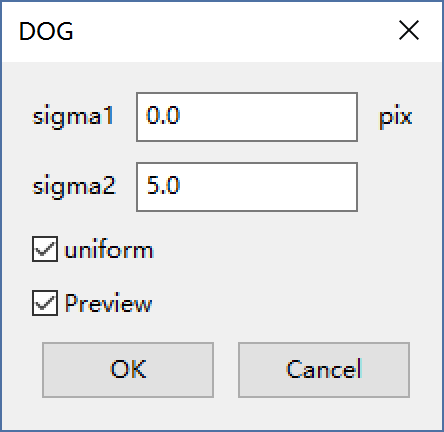 DOG
sigma1 0.0 pix
sigma2 5.0
uniform
Preview
OK Cancel